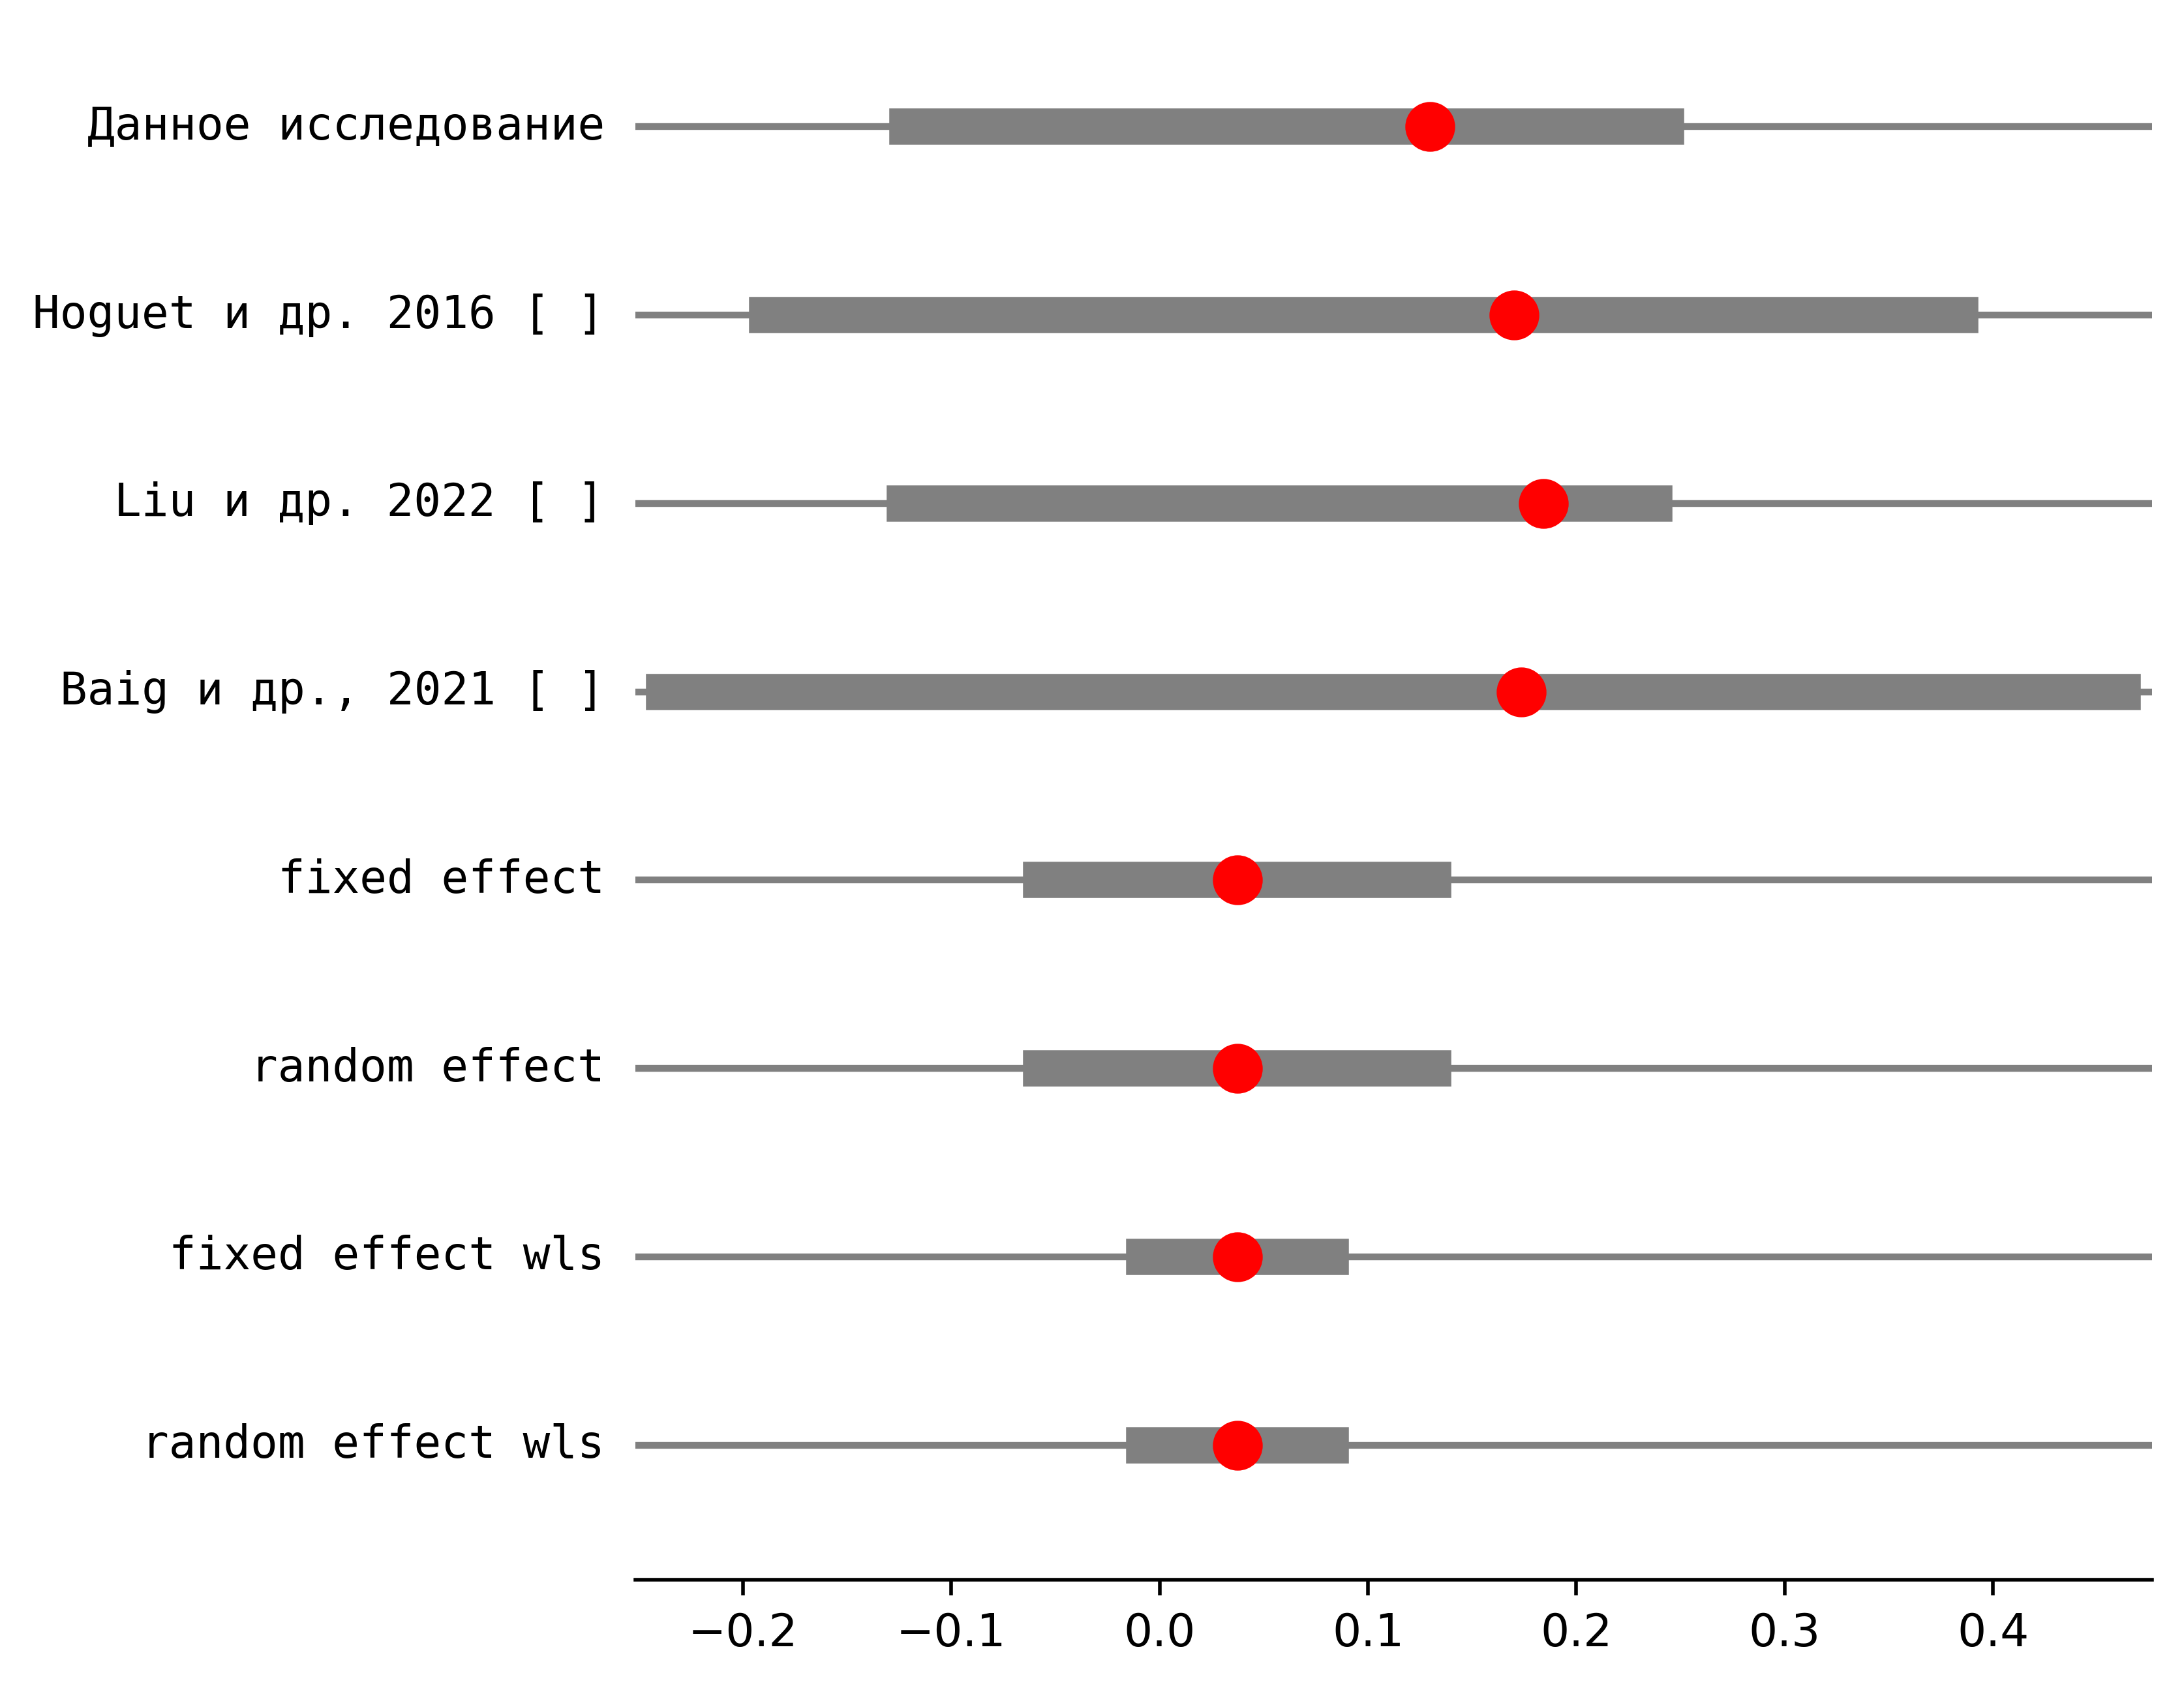 Данное исследование
Hoguet и др. 2016 [ ]
Liu и др. 2022 [ ]
Baig и др., 2021 [ ]
fixed effect
random effect
fixed effect wls
random effect wls
−0.2 −0.1 0.0 0.1 0.2 0.3 0.4